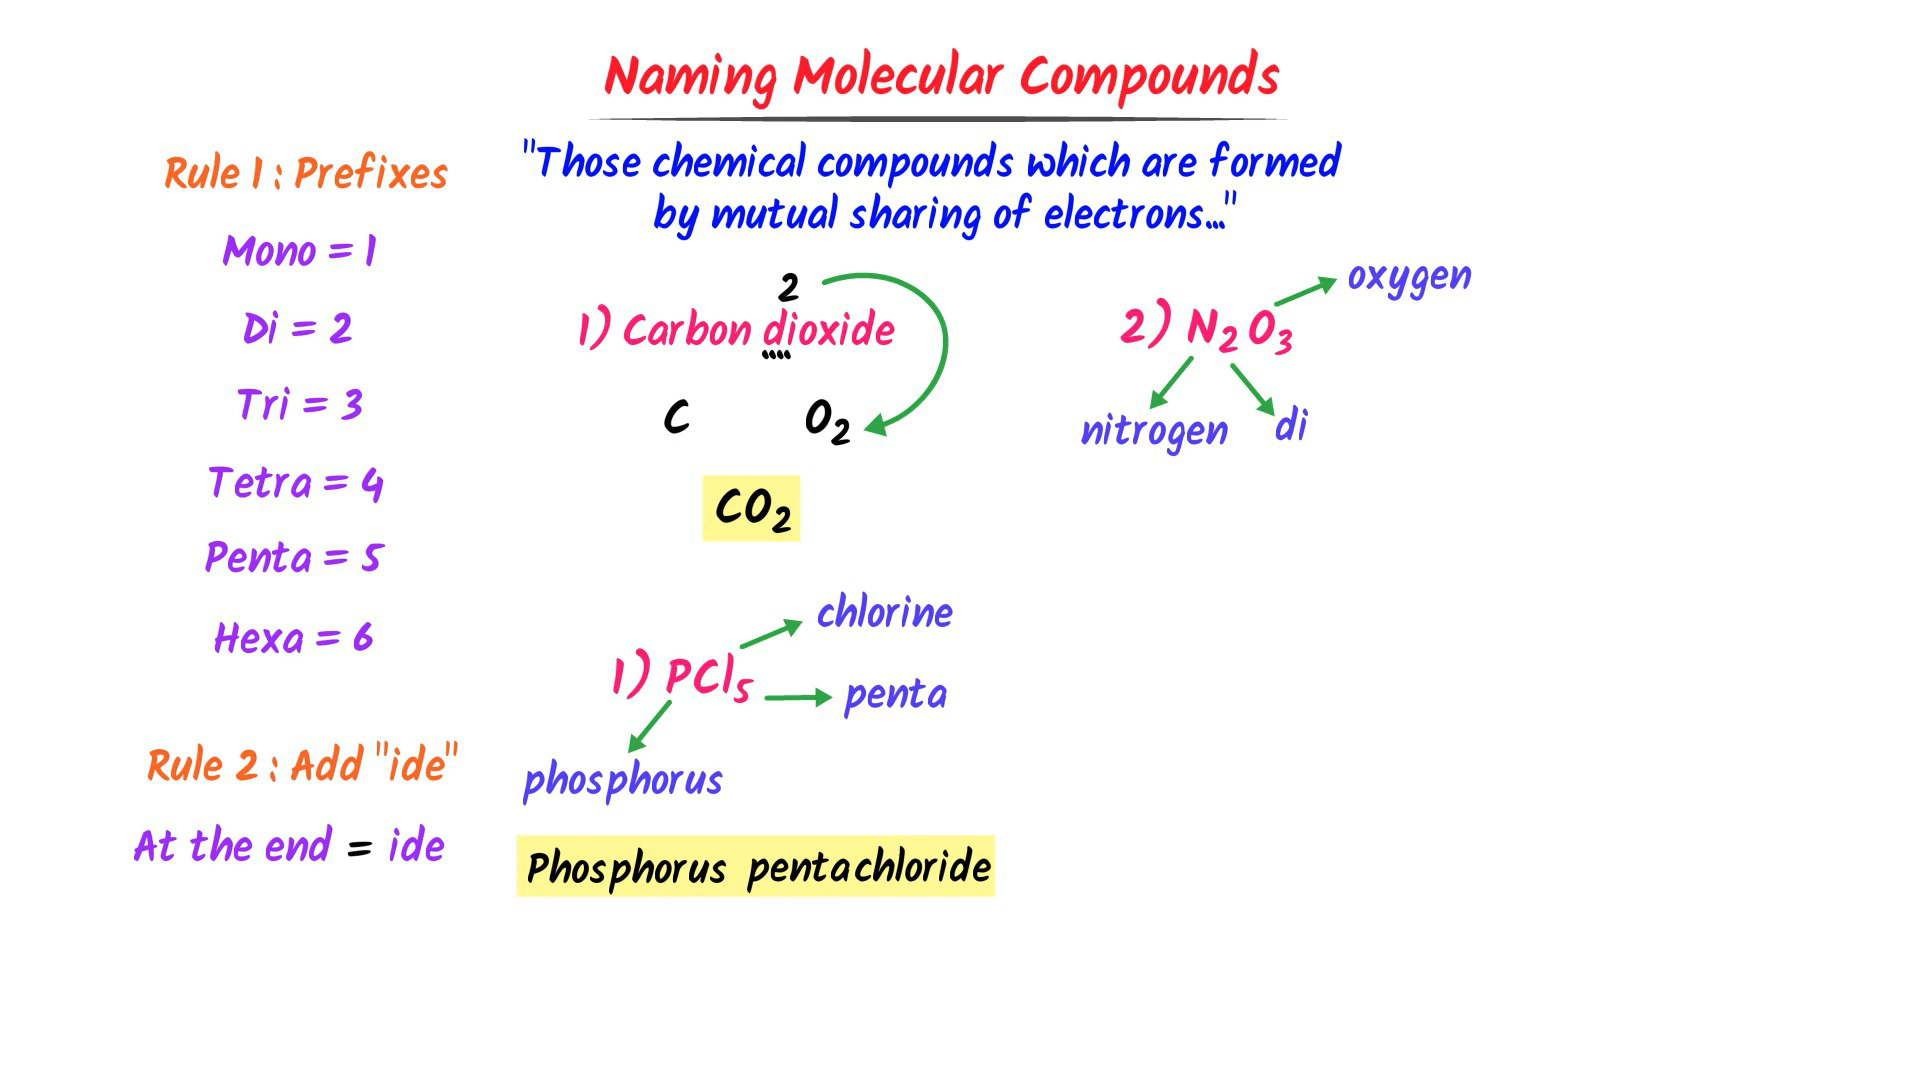 Naming Molecular Compounds
"Those chemical compounds which are formed
by mutual sharing of electrons..."
Rule 1 : Prefixes
Mono = 1
Di = 2
Tri = 3
Tetra = 4
Penta = 5
Hexa = 6
Rule 2 : Add "ide"
At the end = ide
2
1) Carbon dioxide
C O₂
CO₂
chlorine
1) PCl₅
penta
phosphorus
Phosphorus pentachloride
oxygen
2) N₂O₃
nitrogen di